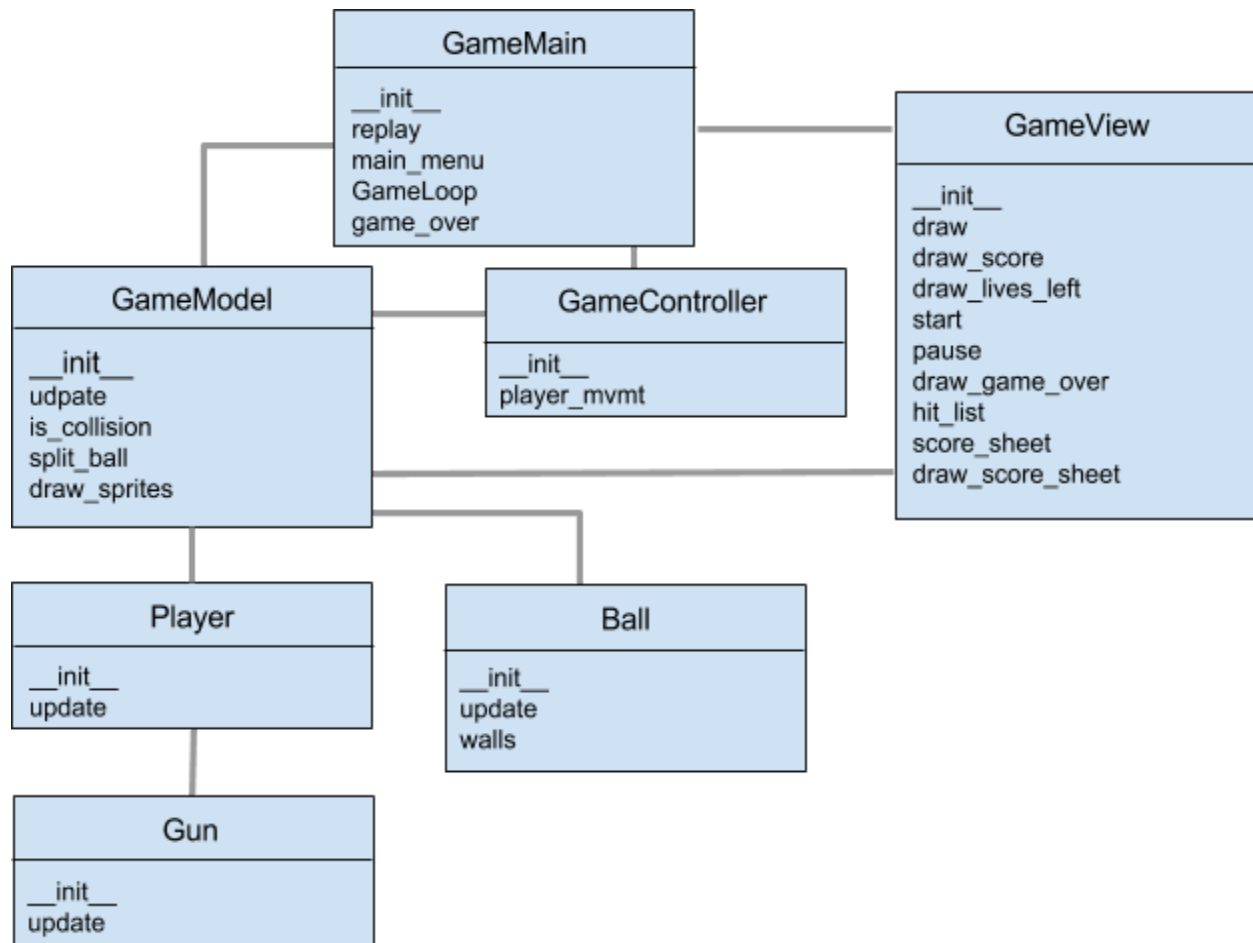 GameMain
__init__
replay
main_menu
GameLoop
game_over
GameView
__init__
draw
draw_score
draw_lives_left
start
pause
draw_game_over
hit_list
score_sheet
draw_score_sheet
GameModel
__init__
udpate
is_collision
split_ball
draw_sprites
GameController
__init__
player_mvmt
Player
__init__
update
Ball
__init__
update
walls
Gun
__init__
update